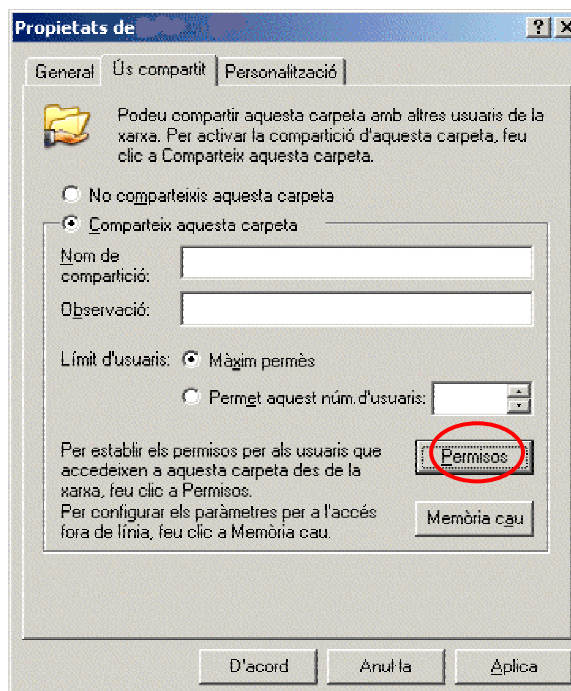 Propietats de
General Ús compartit Personalització
Podeu compartir aquesta carpeta amb altres usuaris de la
xarxa. Per activar la compartició d'aquesta carpeta, feu
clic a Comparteix aquesta carpeta.
No comparteixis aquesta carpeta
Comparteix aquesta carpeta
Nom de
compartició:
Observació:
Límit d'usuaris: Màxim permès
Permet aquest núm.d'usuaris:
Per establir els permisos per als usuaris que
accedeixen a aquesta carpeta des de la
xarxa, feu clic a Permisos.
Permisos
Per configurar els paràmetres per a l'accés
fora de línia, feu clic a Memòria cau.
Memòria cau
D'acord Anul·la Aplica